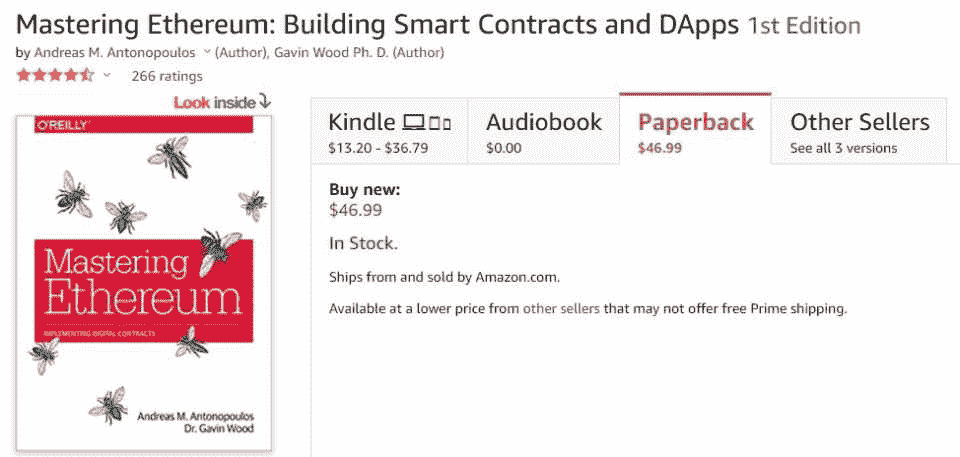 Mastering Ethereum: Building Smart Contracts and DApps 1st Edition
by Andreas M. Antonopoulos (Author), Gavin Wood Ph. D. (Author)
266 ratings
Look inside
O'REILLY
Mastering
Ethereum
IMPLEMENTING DIGITAL CONTRACTS
Andreas M. Antonopoulos
Dr. Gavin Wood
Kindle
$13.20 - $36.79
Audiobook
$0.00
Paperback
$46.99
Other Sellers
See all 3 versions
Buy new:
$46.99
In Stock.
Ships from and sold by Amazon.com.
Available at a lower price from other sellers that may not offer free Prime shipping.